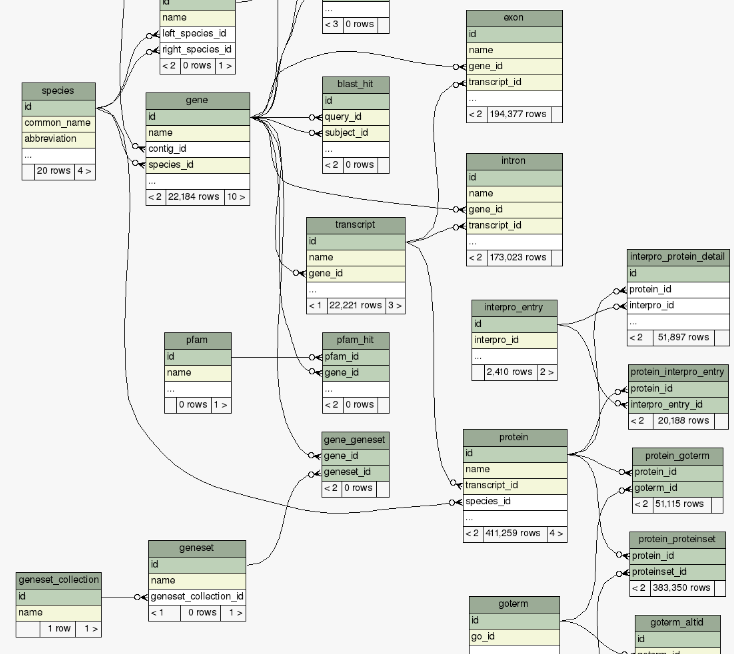 id
name
left_species_id
right_species_id
< 2 0 rows 1 >
...
< 3 0 rows
exon
id
name
gene_id
transcript_id
...
< 2 194,377 rows
species
id
common_name
abbreviation
...
20 rows 4 >
gene
id
name
contig_id
species_id
...
< 2 22,184 rows 10 >
blast_hit
id
query_id
subject_id
...
< 2 0 rows
intron
id
name
gene_id
transcript_id
...
< 2 173,023 rows
transcript
id
name
gene_id
...
< 1 22,221 rows 3 >
interpro_protein_detail
id
protein_id
interpro_id
...
< 2 51,897 rows
interpro_entry
id
interpro_id
...
2,410 rows 2 >
pfam
id
name
...
0 rows 1 >
pfam_hit
pfam_id
gene_id
...
< 2 0 rows
protein_interpro_entry
protein_id
interpro_entry_id
< 2 20,188 rows
gene_geneset
gene_id
geneset_id
< 2 0 rows
protein
id
name
transcript_id
species_id
...
< 2 411,259 rows 4 >
protein_goterm
protein_id
goterm_id
< 2 51,115 rows
protein_proteinset
protein_id
proteinset_id
< 2 383,350 rows
geneset
id
name
geneset_collection_id
< 1 0 rows 1 >
geneset_collection
id
name
1 row 1 >
goterm
id
go_id
goterm_altid
id
goterm_id